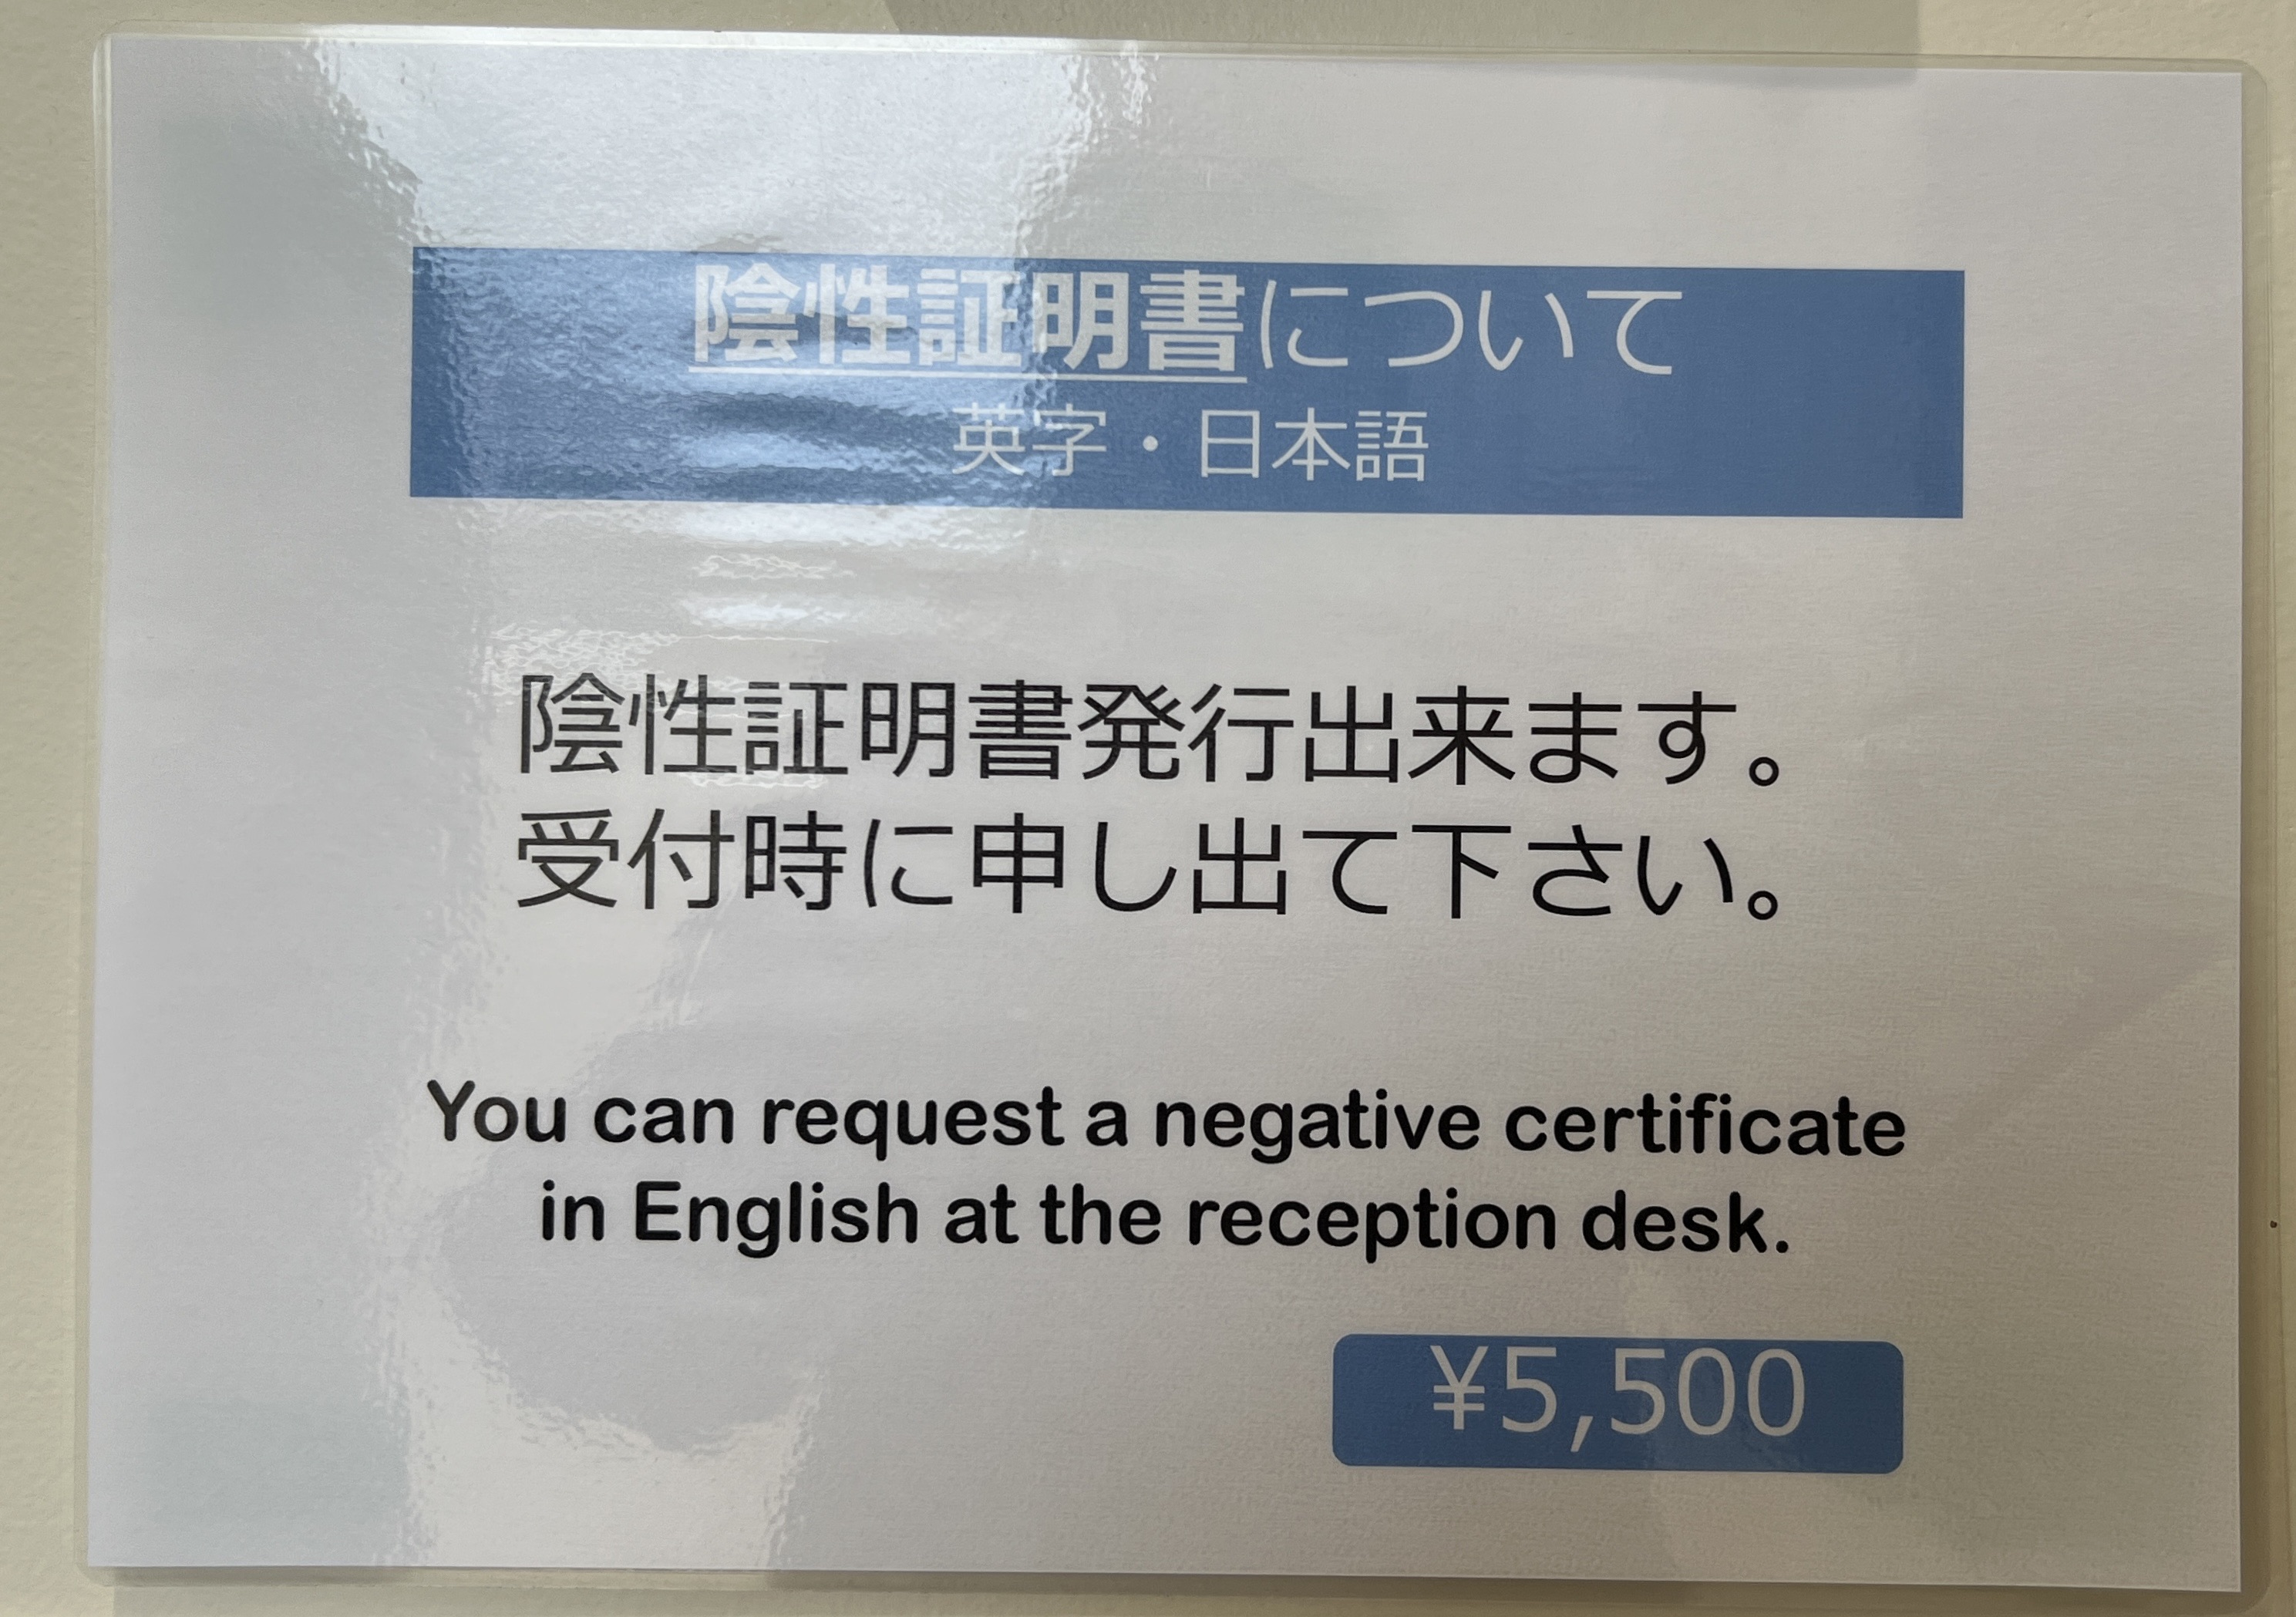 陰性証明書について
英字・日本語
陰性証明書発行出来ます。
受付時に申し出て下さい。
You can request a negative certificate
in English at the reception desk.
¥5,500